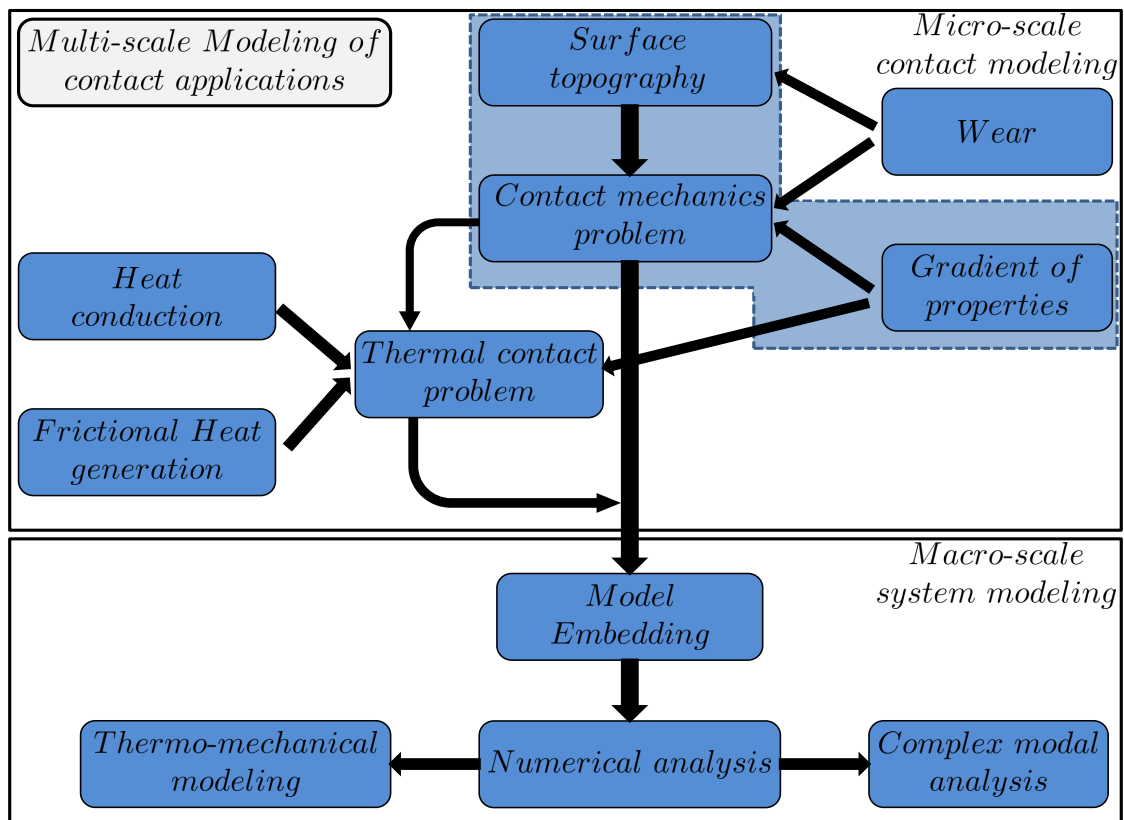 Multi-scale Modeling of
contact applications
Surface
topography
Micro-scale
contact modeling
Wear
Contact mechanics
problem
Gradient of
properties
Heat
conduction
Thermal contact
problem
Frictional Heat
generation
Macro-scale
system modeling
Model
Embedding
Thermo-mechanical
modeling
Numerical analysis
Complex modal
analysis